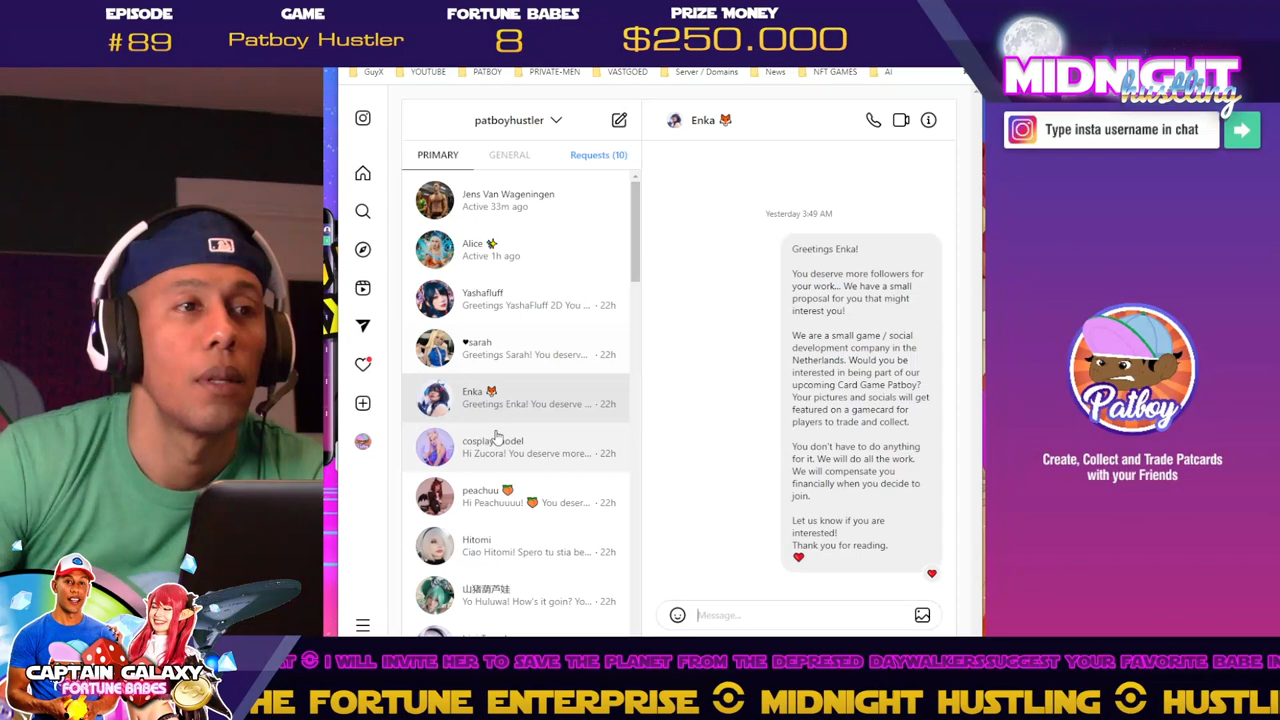 EPISODE
#89
GAME
Patboy Hustler
FORTUNE BABES
8
PRIZE MONEY
$250.000
MIDNIGHT
hustling
Type insta username in chat
GuyX YOUTUBE PATBOY PRIVATE-MEN VASTGOED Server / Domains News NFT GAMES AI
patboyhustler
PRIMARY GENERAL Requests (10)
Jens Van Wageningen
Active 33m ago
Alice ✨
Active 1h ago
Yashafluff
Greetings YashaFluff 2D You ... · 22h
♥sarah
Greetings Sarah! You deserv... · 22h
Enka 🦊
Greetings Enka! You deserve ... · 22h
Hi Zucora! You deserve more... · 22h
peachuu 🍑
Hi Peachuuuu! 🍑 You deser... · 22h
Hitomi
Ciao Hitomi! Spero tu stia be... · 22h
山猪葫芦娃
Yo Huluwa! How's it goin? Yo... · 22h
Enka 🦊
Yesterday 3:49 AM
Greetings Enka!
You deserve more followers for
your work... We have a small
proposal for you that might
interest you!
We are a small game / social
development company in the
Netherlands. Would you be
interested in being part of our
upcoming Card Game Patboy?
Your pictures and socials will get
featured on a gamecard for
players to trade and collect.
You don't have to do anything
for it. We will do all the work.
We will compensate you
financially when you decide to
join.
Let us know if you are
interested!
Thank you for reading.
❤️
❤️
Message...
Patboy
Create, Collect and Trade Patcards
with your Friends
CAPTAIN GALAXY
FORTUNE BABES
I WILL INVITE HER TO SAVE THE PLANET FROM THE DEPRESED DAYWALKERS SUGGEST YOUR FAVORITE BABE
THE FORTUNE ENTERPRISE MIDNIGHT HUSTLING